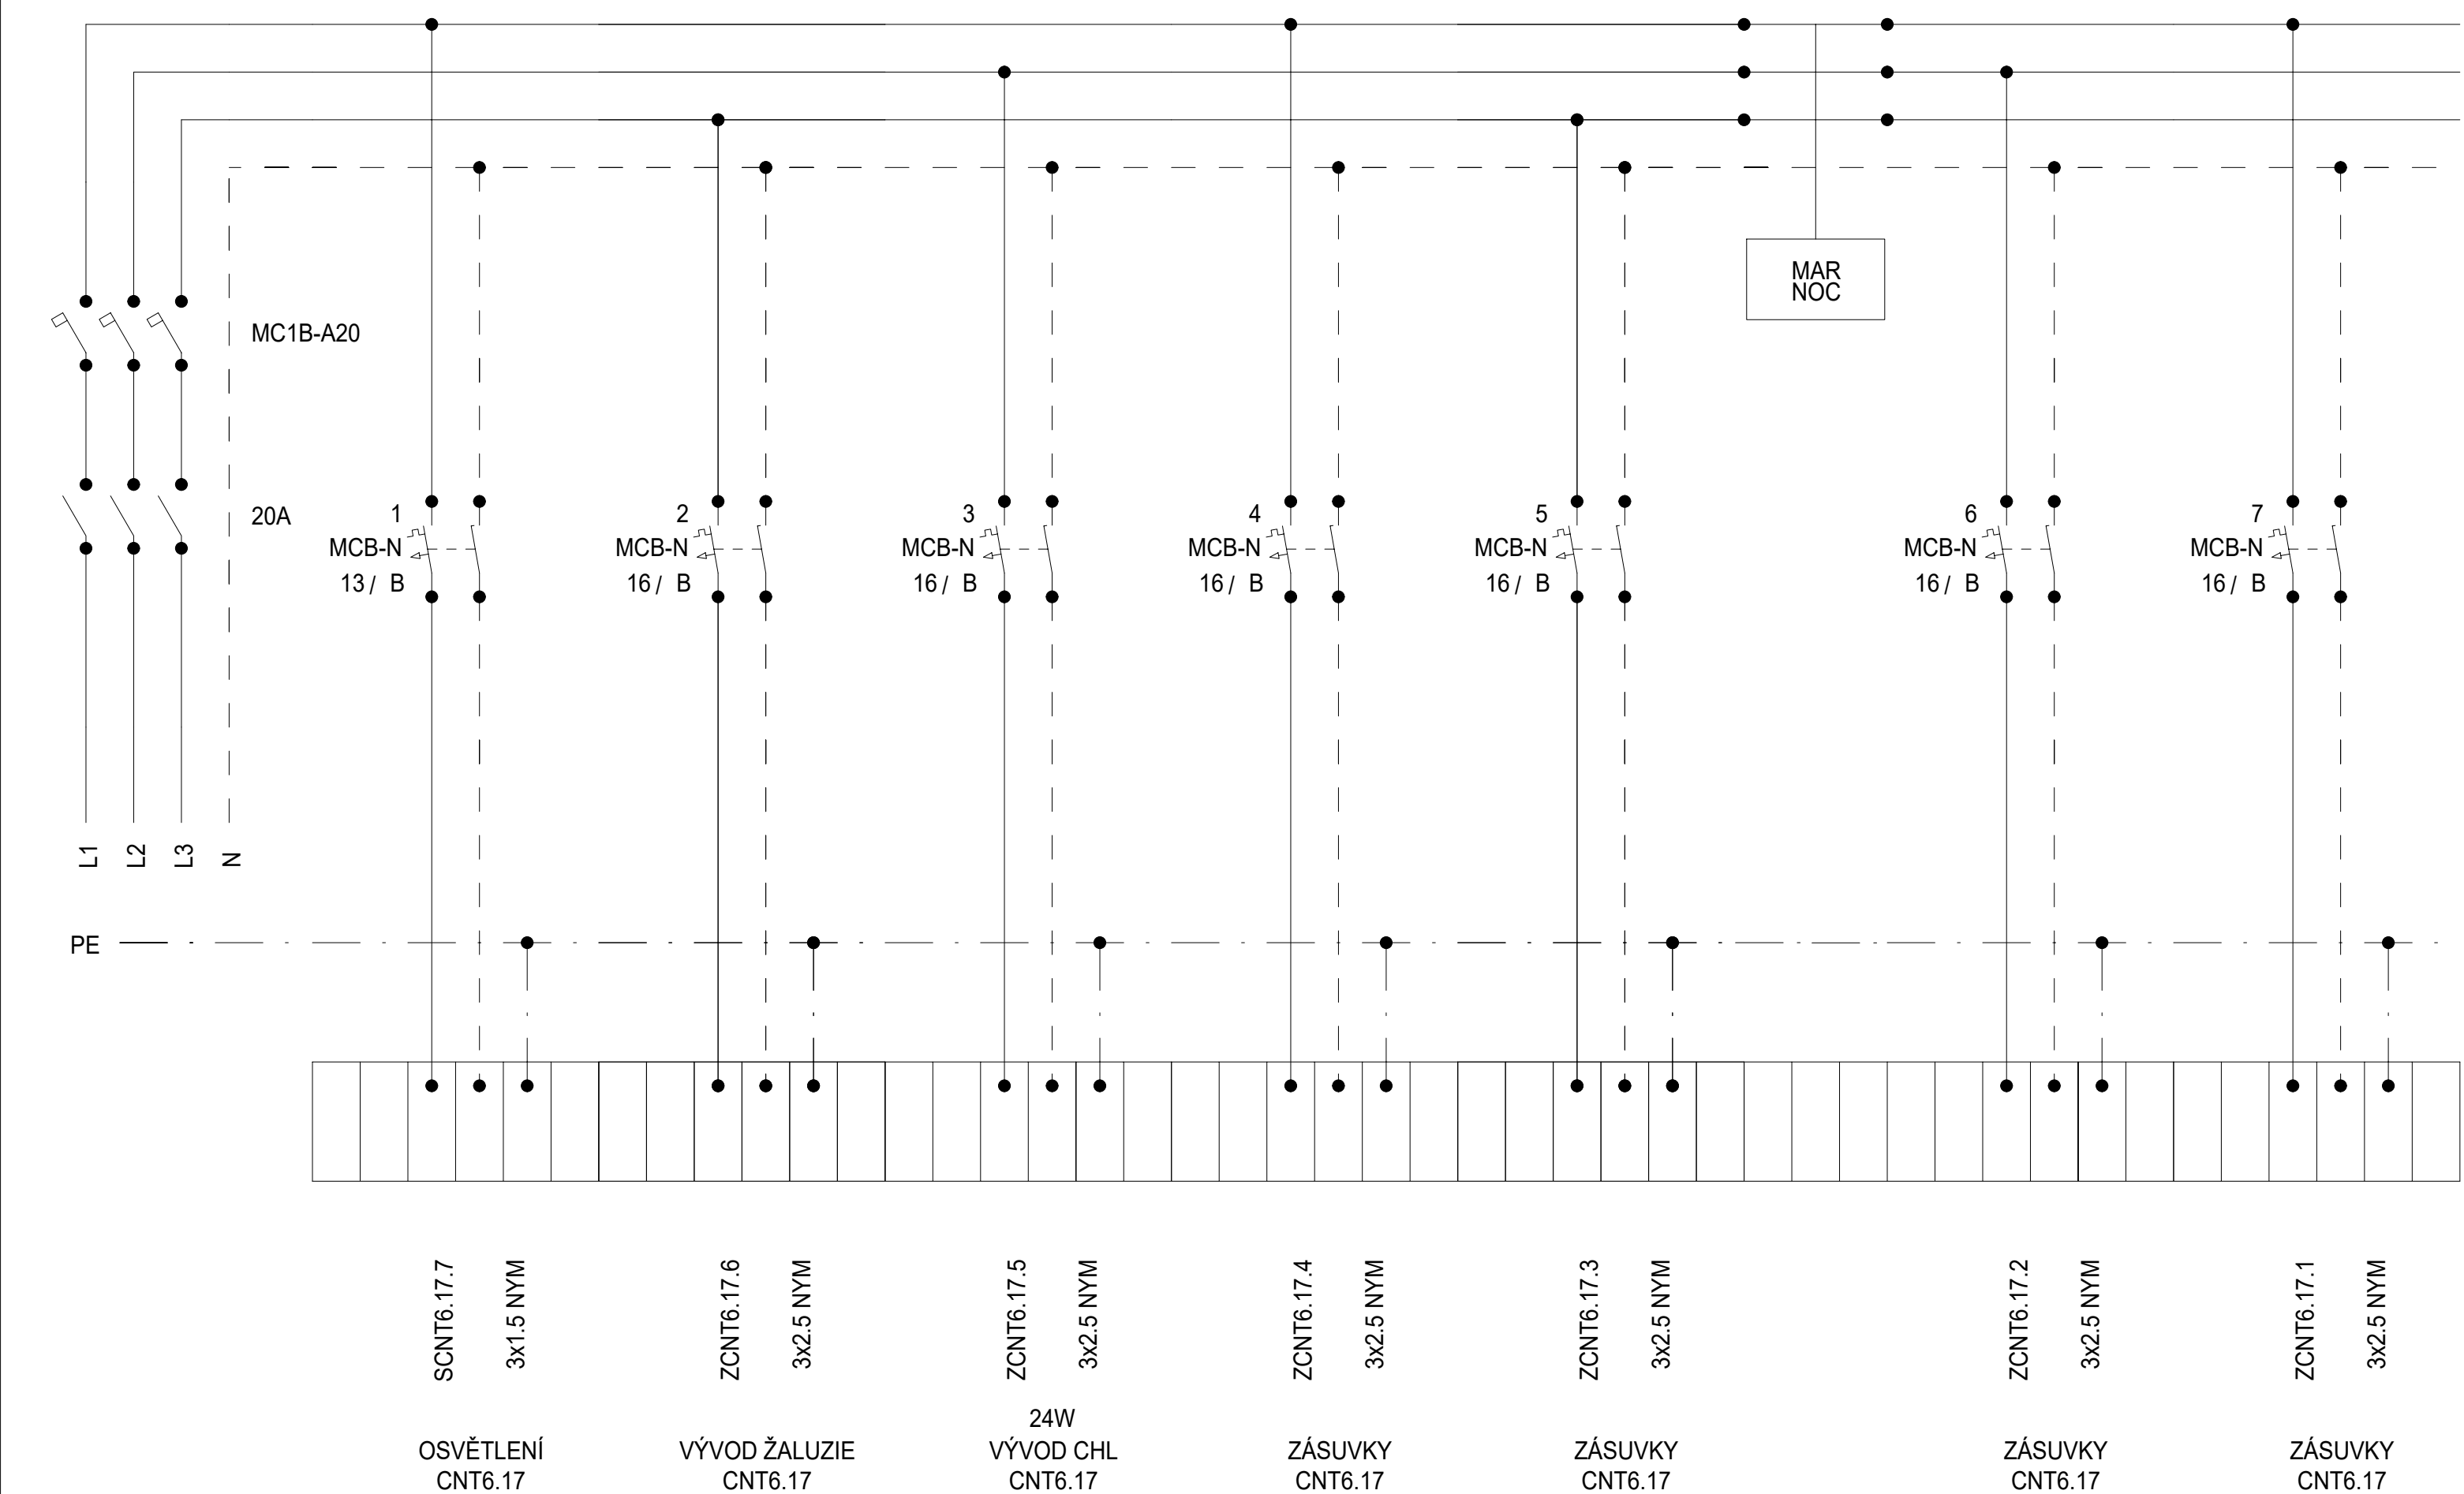 MAR
NOC
MC1B-A20
20A
1
MCB-N
13 / B
2
MCB-N
16 / B
3
MCB-N
16 / B
4
MCB-N
16 / B
5
MCB-N
16 / B
6
MCB-N
16 / B
7
MCB-N
16 / B
L1
L2
L3
N
PE
SCNT6.17.7
3x1.5 NYM
ZCNT6.17.6
3x2.5 NYM
ZCNT6.17.5
3x2.5 NYM
ZCNT6.17.4
3x2.5 NYM
ZCNT6.17.3
3x2.5 NYM
ZCNT6.17.2
3x2.5 NYM
ZCNT6.17.1
3x2.5 NYM
OSVĚTLENÍ
CNT6.17
VÝVOD ŽALUZIE
CNT6.17
24W
VÝVOD CHL
CNT6.17
ZÁSUVKY
CNT6.17
ZÁSUVKY
CNT6.17
ZÁSUVKY
CNT6.17
ZÁSUVKY
CNT6.17